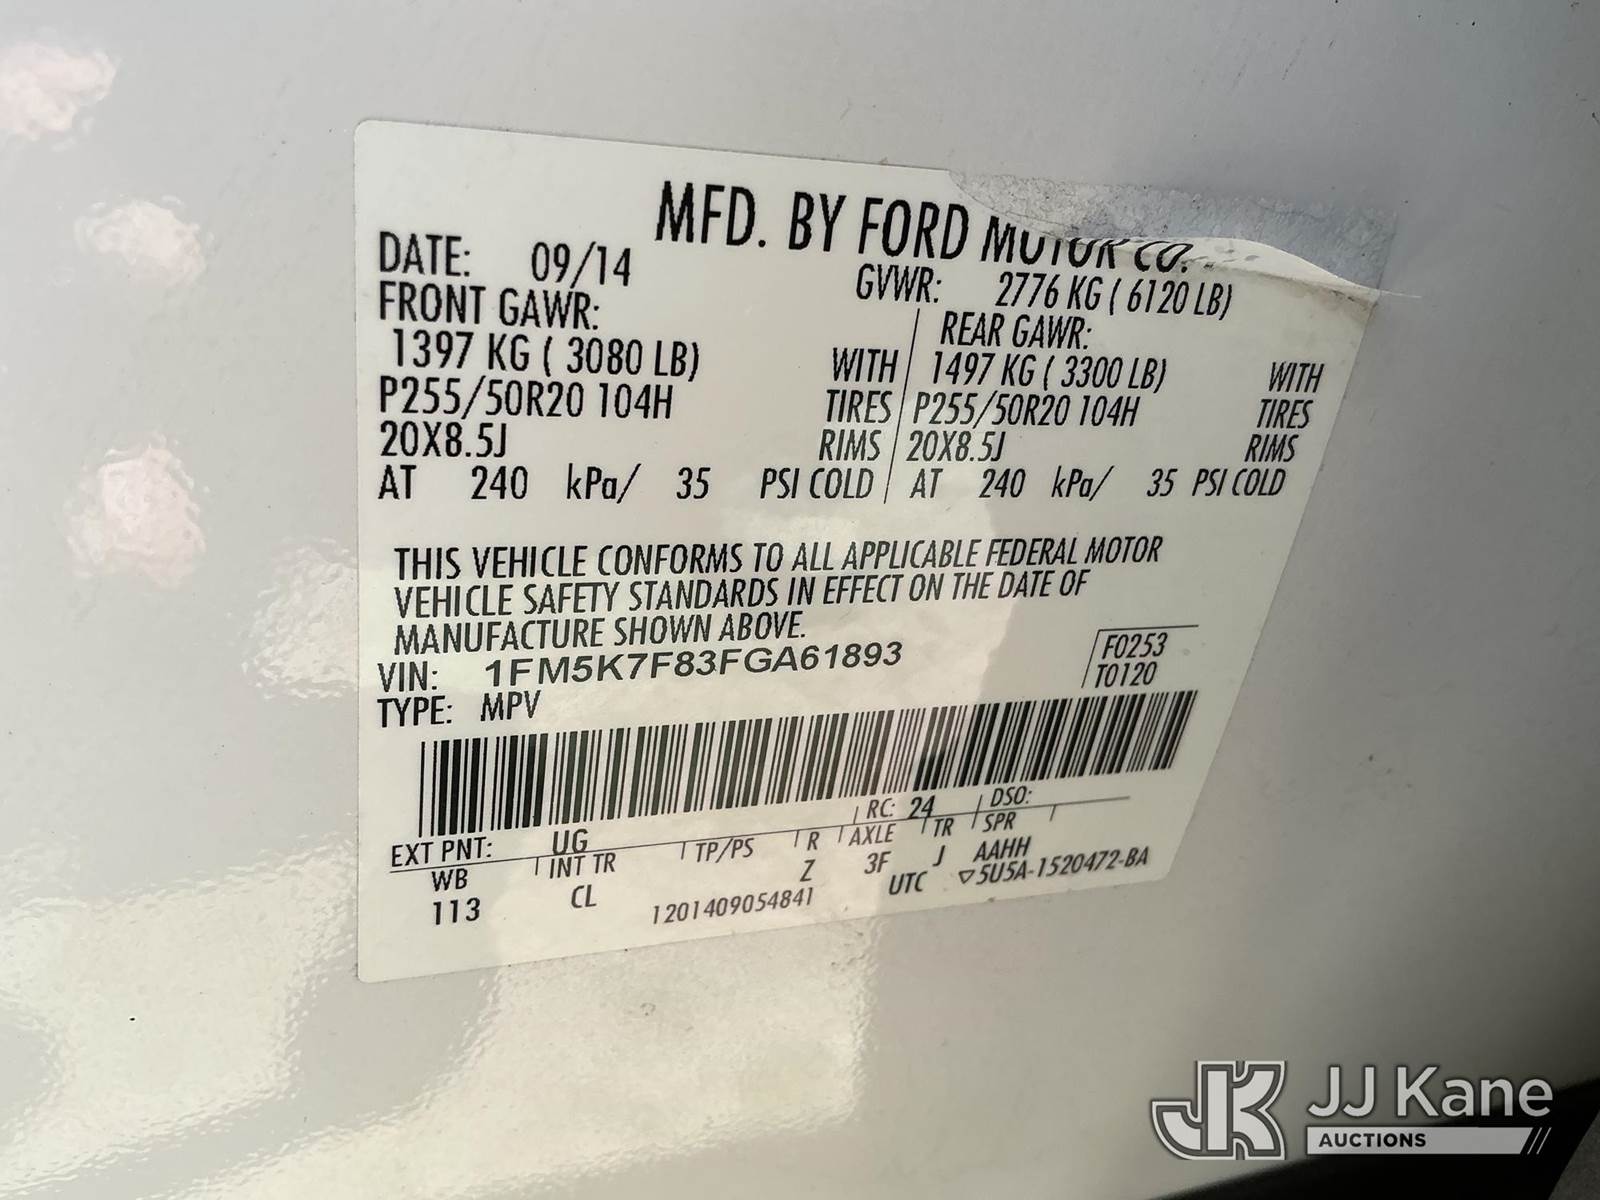 MFD. BY FORD MOTOR CO.
DATE: 09/14 GVWR: 2776 KG ( 6120 LB)
FRONT GAWR: REAR GAWR:
1397 KG ( 3080 LB) WITH 1497 KG ( 3300 LB) WITH
P255/50R20 104H TIRES P255/50R20 104H TIRES
20X8.5J RIMS 20X8.5J RIMS
AT 240 kPa/ 35 PSI COLD AT 240 kPa/ 35 PSI COLD
THIS VEHICLE CONFORMS TO ALL APPLICABLE FEDERAL MOTOR
VEHICLE SAFETY STANDARDS IN EFFECT ON THE DATE OF
MANUFACTURE SHOWN ABOVE.
VIN: 1FM5K7F83FGA61893 F0253
TYPE: MPV T0120
EXT PNT: UG RC: 24 DSO:
WB INT TR TP/PS R AXLE TR SPR
113 CL Z 3F J AAHH
1201409054841 UTC ▽5U5A-1520472-BA
JK JJ Kane
AUCTIONS